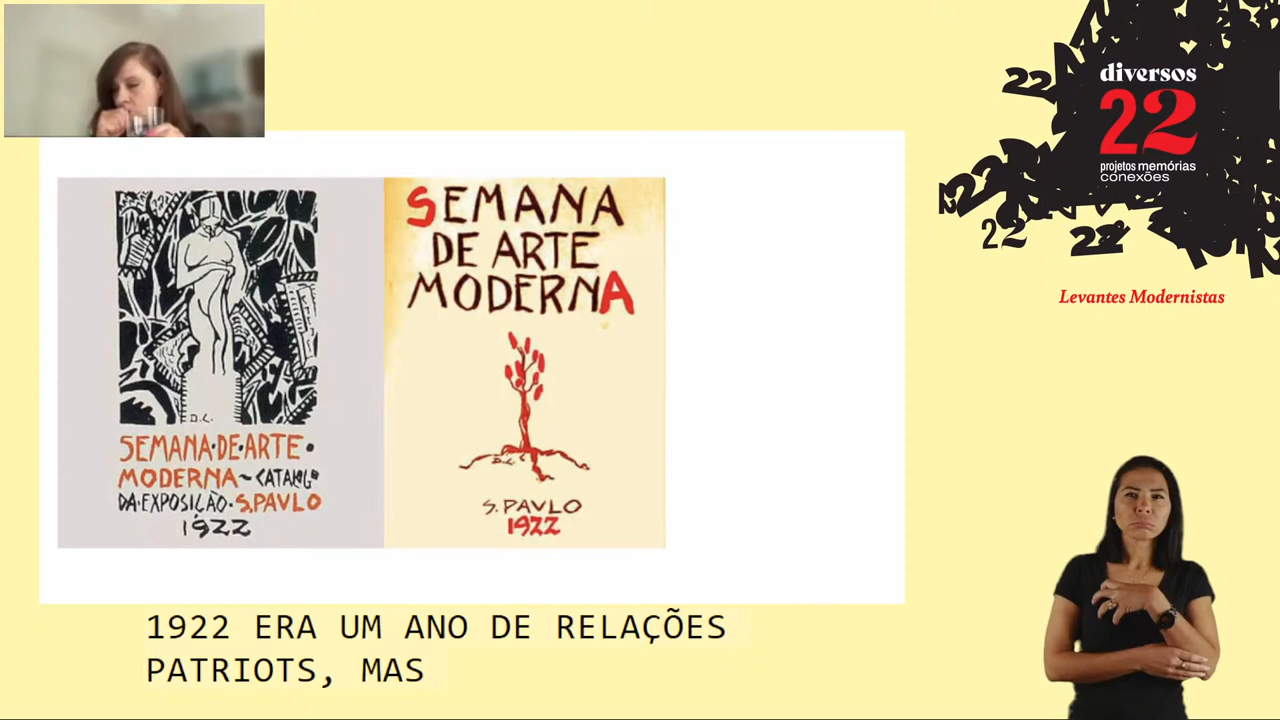 diversos
22
projetos memórias
conexões
22
22
22
22
Levantes Modernistas
D.C.
SEMANA·DE·ARTE·
MODERNA~CATALOGO
DA·EXPOSIÇÃO·S.PAVLO
1922
SEMANA
DE ARTE
MODERNA
D.C.
S. PAVLO
1922
1922 ERA UM ANO DE RELAÇÕES
PATRIOTS, MAS